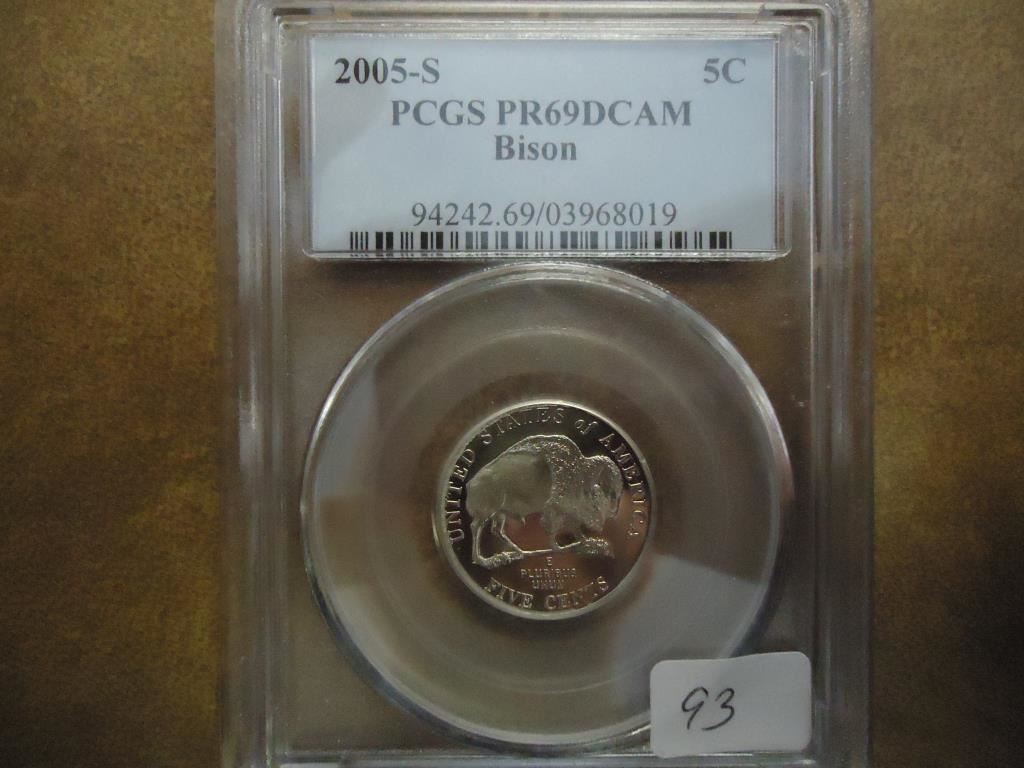 2005-S 5C
PCGS PR69DCAM
Bison
94242.69/03968019
UNITED STATES of AMERICA
E
PLURIBUS
UNUM
FIVE CENTS
93